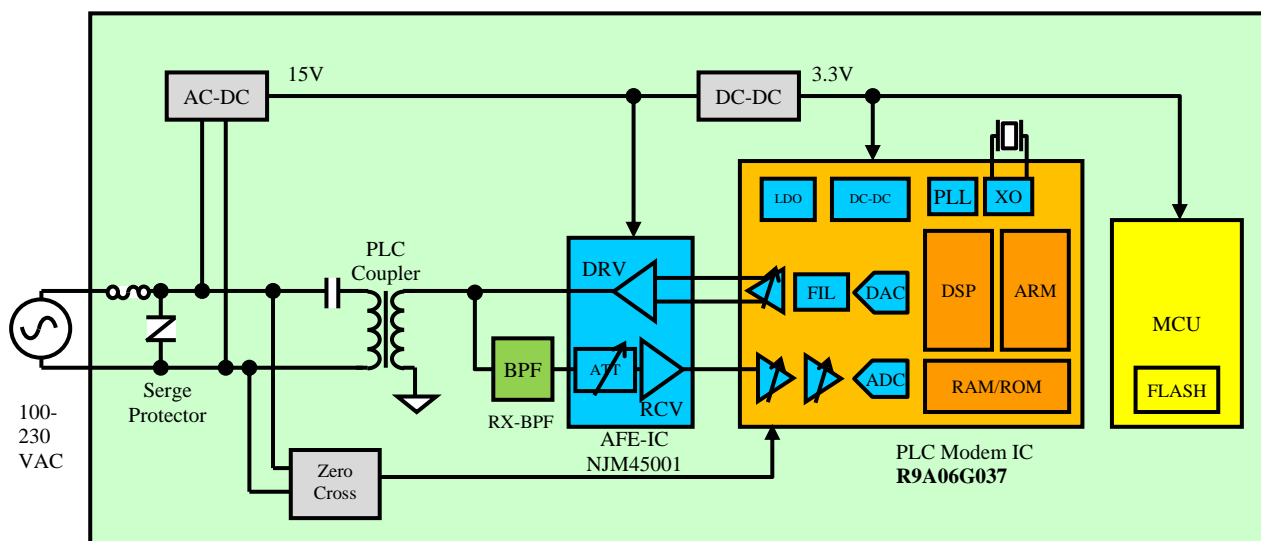 15V
3.3V
AC-DC
DC-DC
LDO
DC-DC
PLL
XO
PLC
Coupler
DRV
FIL
DAC
DSP
ARM
MCU
BPF
ATT
RCV
ADC
RAM/ROM
FLASH
Serge
Protector
RX-BPF
100-
230
VAC
AFE-IC
NJM45001
PLC Modem IC
R9A06G037
Zero
Cross